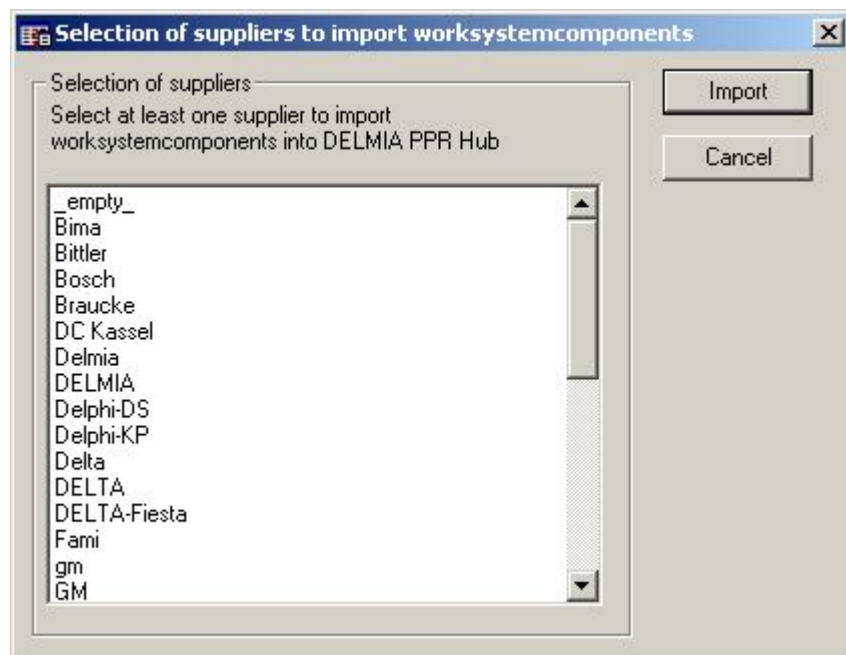 Selection of suppliers to import worksystemcomponents
Selection of suppliers
Select at least one supplier to import
worksystemcomponents into DELMIA PPR Hub
Import
Cancel
_empty_
Bima
Bittler
Bosch
Braucke
DC Kassel
Delmia
DELMIA
Delphi-DS
Delphi-KP
Delta
DELTA
DELTA-Fiesta
Fami
gm
GM